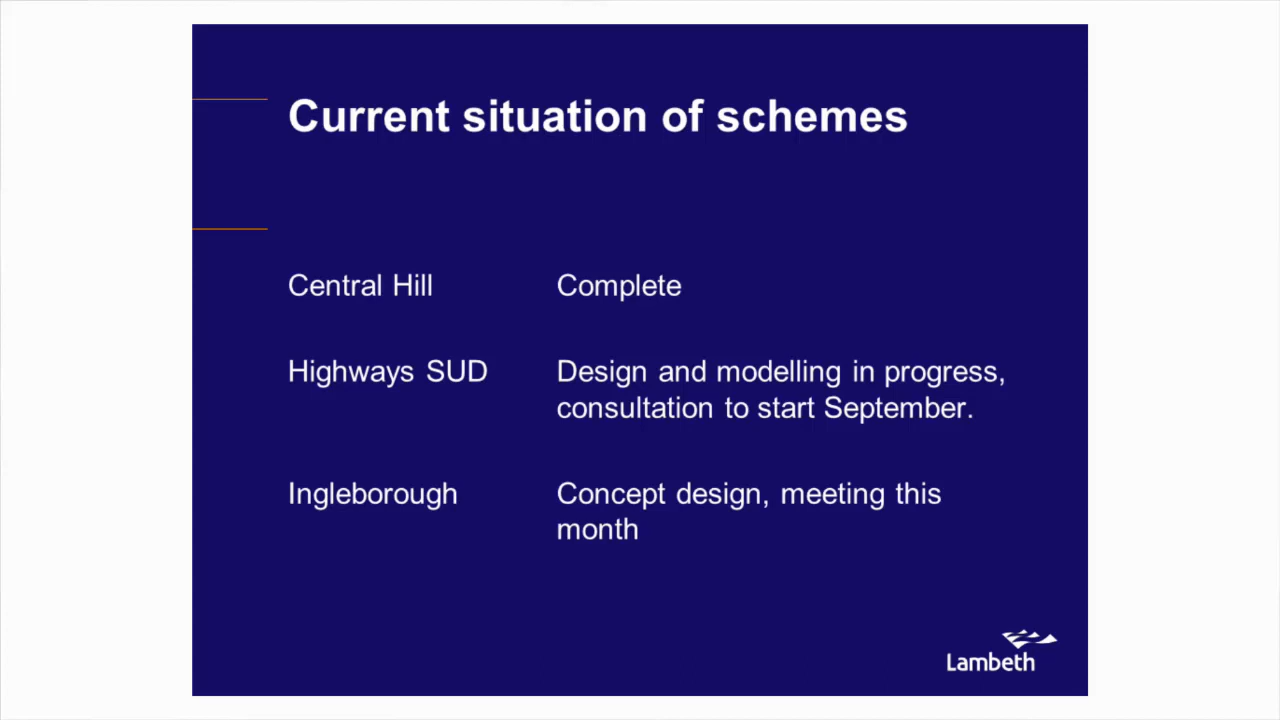 Current situation of schemes
Central Hill Complete
Highways SUD Design and modelling in progress,
consultation to start September.
Ingleborough Concept design, meeting this
month
Lambeth